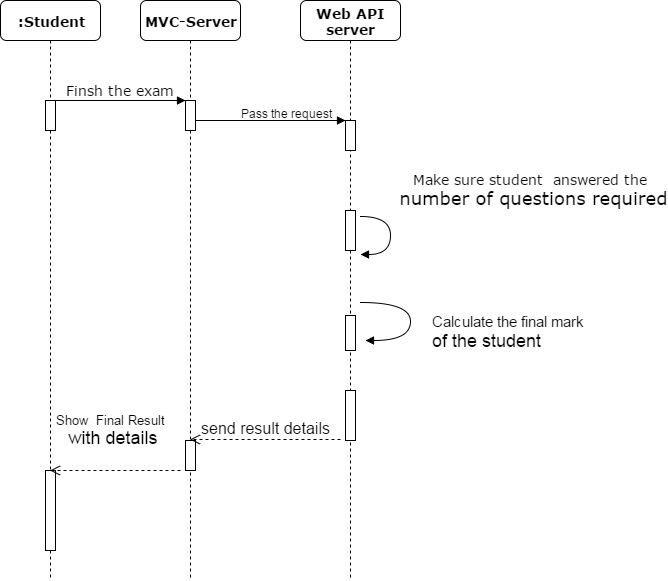 :Student
MVC-Server
Web API
server
Finsh the exam
Pass the request
Make sure student  answered the
number of questions required
Calculate the final mark
of the student
send result details
Show  Final Result
with details